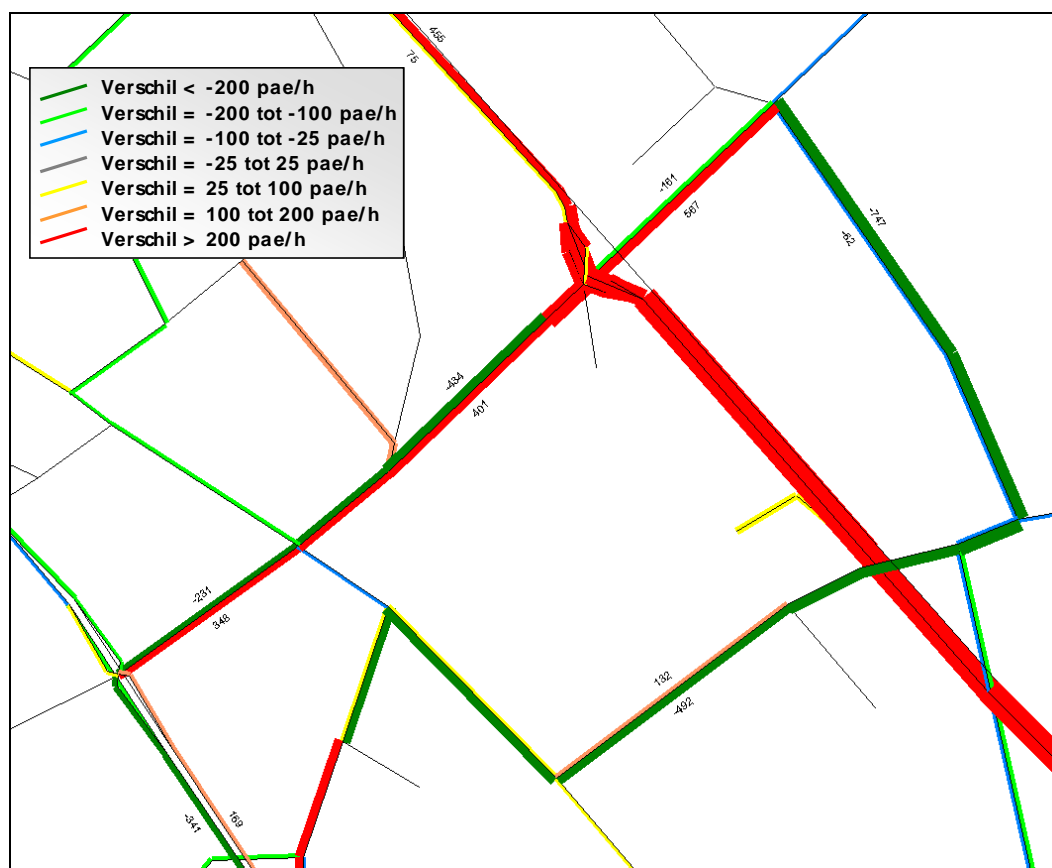 455
75
Verschil < -200 pae/h
Verschil = -200 tot -100 pae/h
Verschil = -100 tot -25 pae/h
Verschil = -25 tot 25 pae/h
Verschil = 25 tot 100 pae/h
Verschil = 100 tot 200 pae/h
Verschil > 200 pae/h
-161
567
-747
-62
-434
401
-231
348
132
-492
-341
169